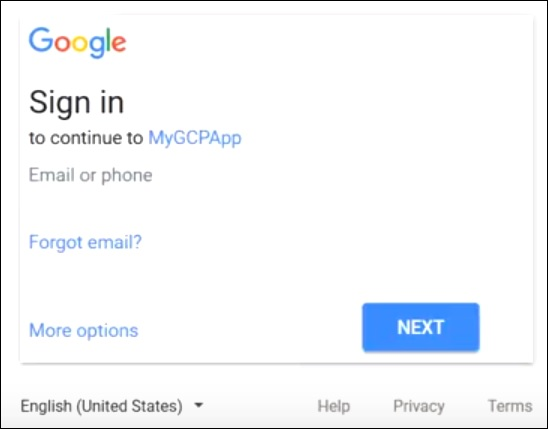 Google
Sign in
to continue to MyGCPApp
Email or phone
Forgot email?
More options
NEXT
English (United States)
Help
Privacy
Terms